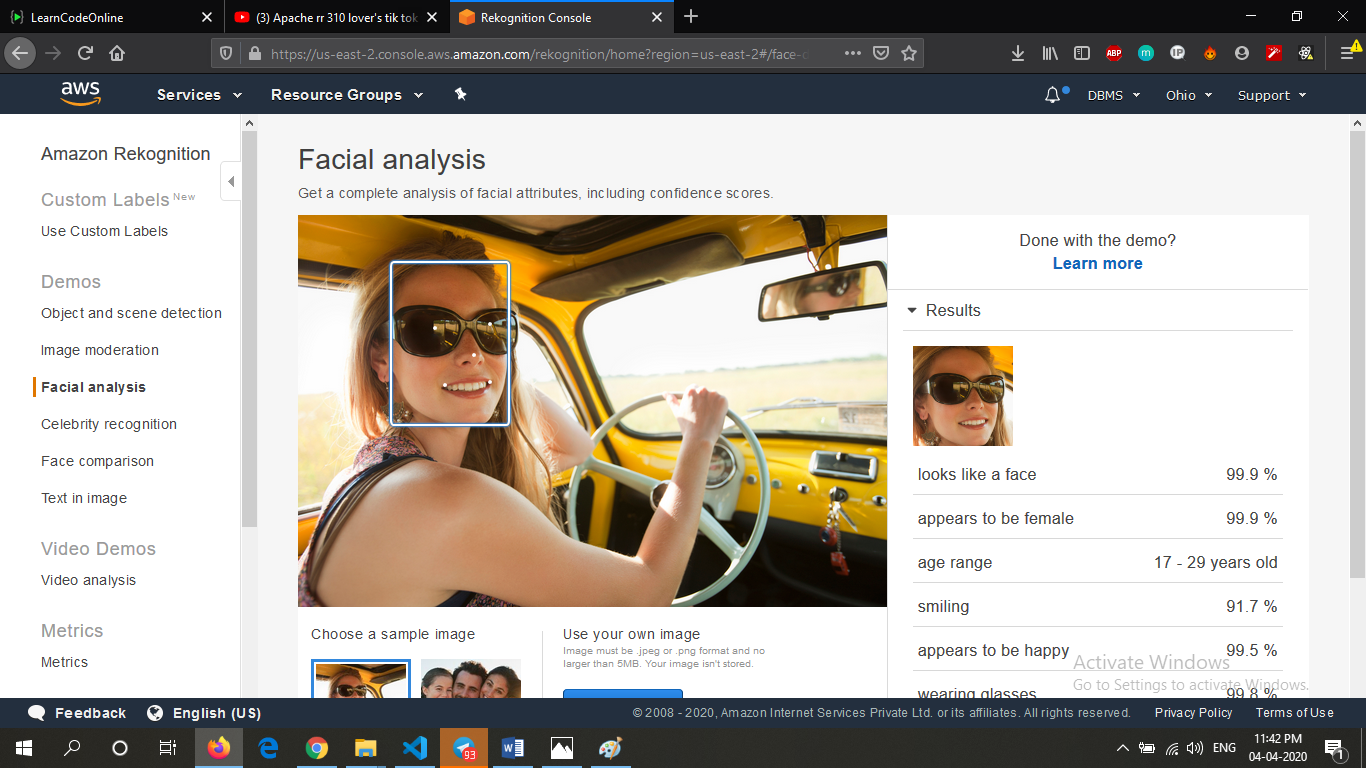 LearnCodeOnline
(3) Apache rr 310 lover's tik tok
Rekognition Console
https://us-east-2.console.aws.amazon.com/rekognition/home?region=us-east-2#/face-
ABP
m
IP
aws
Services
Resource Groups
DBMS
Ohio
Support
Amazon Rekognition
Custom Labels New
Use Custom Labels
Demos
Object and scene detection
Image moderation
Facial analysis
Celebrity recognition
Face comparison
Text in image
Video Demos
Video analysis
Metrics
Metrics
Facial analysis
Get a complete analysis of facial attributes, including confidence scores.
Choose a sample image
Use your own image
Image must be .jpeg or .png format and no
larger than 5MB. Your image isn't stored.
Done with the demo?
Learn more
Results
looks like a face 99.9 %
appears to be female 99.9 %
age range 17 - 29 years old
smiling 91.7 %
appears to be happy 99.5 %
wearing glasses 99.8 %
Activate Windows
Go to Settings to activate Windows.
Feedback
English (US)
© 2008 - 2020, Amazon Internet Services Private Ltd. or its affiliates. All rights reserved.
Privacy Policy
Terms of Use
93
ENG
11:42 PM
04-04-2020
1